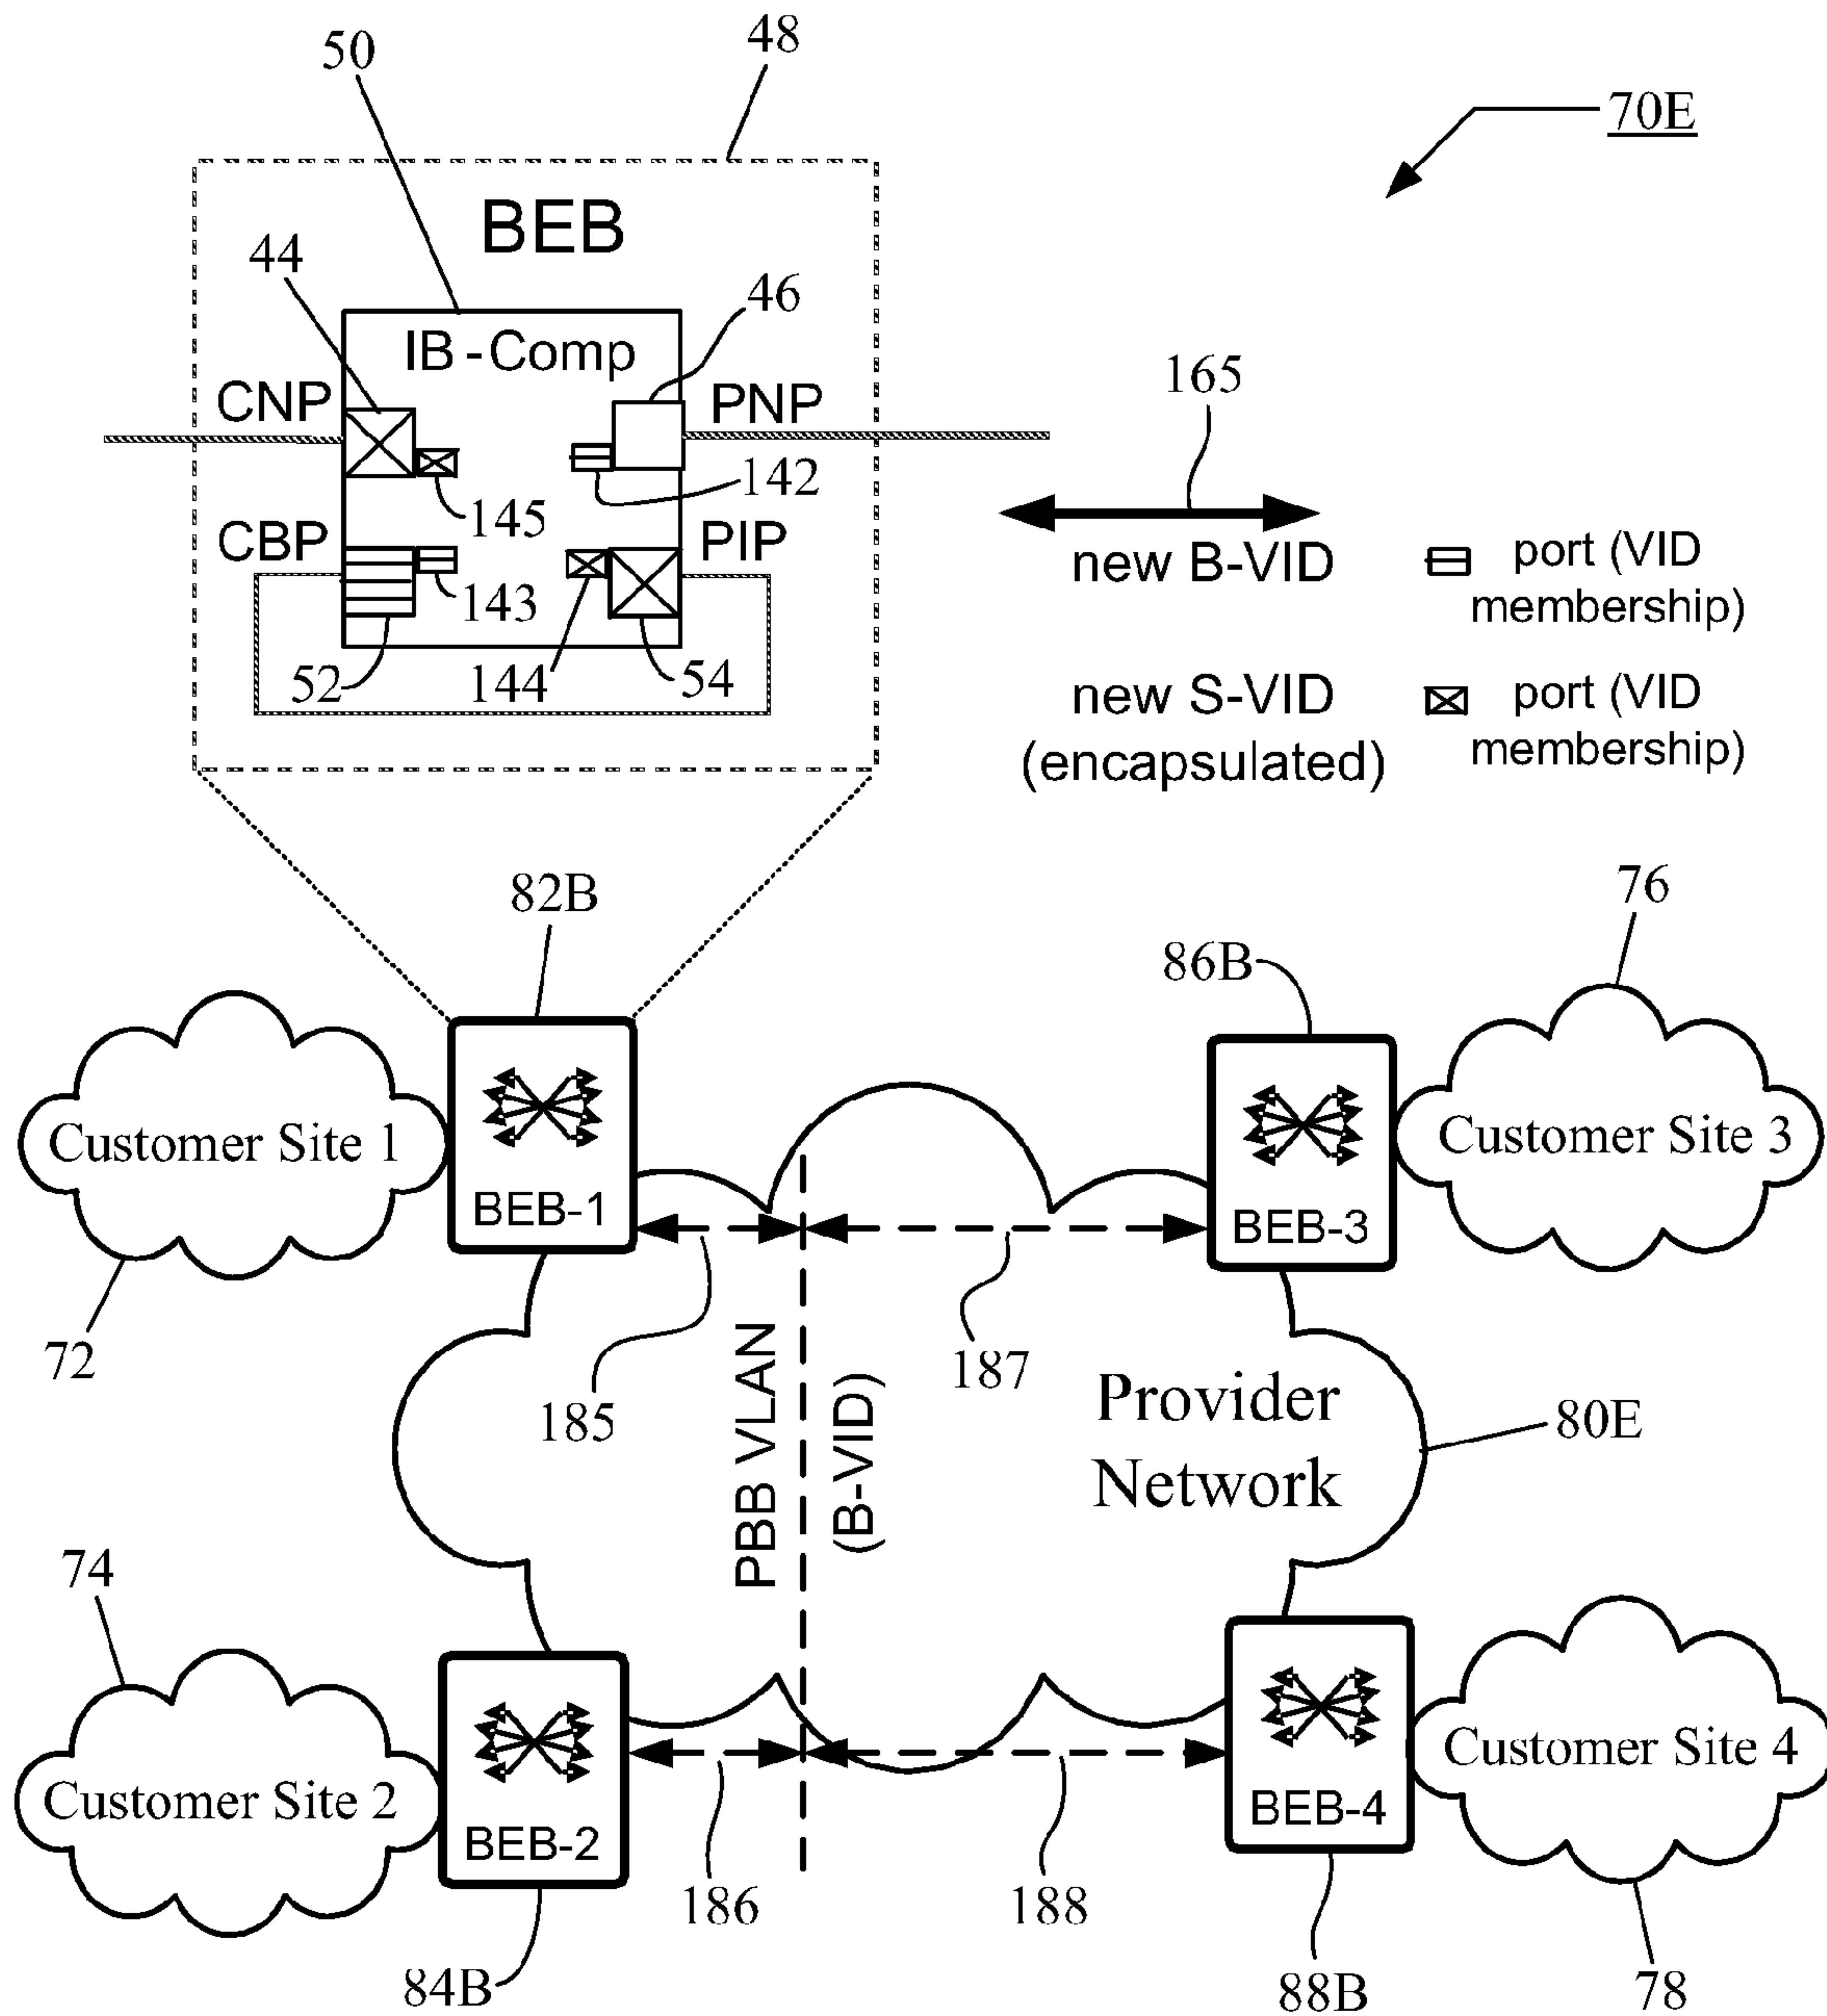 50
48
70E
BEB
44
46
IB-Comp
165
CNP
PNP
145
142
CBP
PIP
new B-VID
port (VID
membership)
143
52
144
54
new S-VID
(encapsulated)
port (VID
membership)
82B
76
86B
Customer Site 1
Customer Site 3
BEB-1
BEB-3
72
185
187
PBB VLAN
(B-VID)
Provider
Network
80E
74
Customer Site 2
Customer Site 4
BEB-2
BEB-4
186
188
84B
88B
78